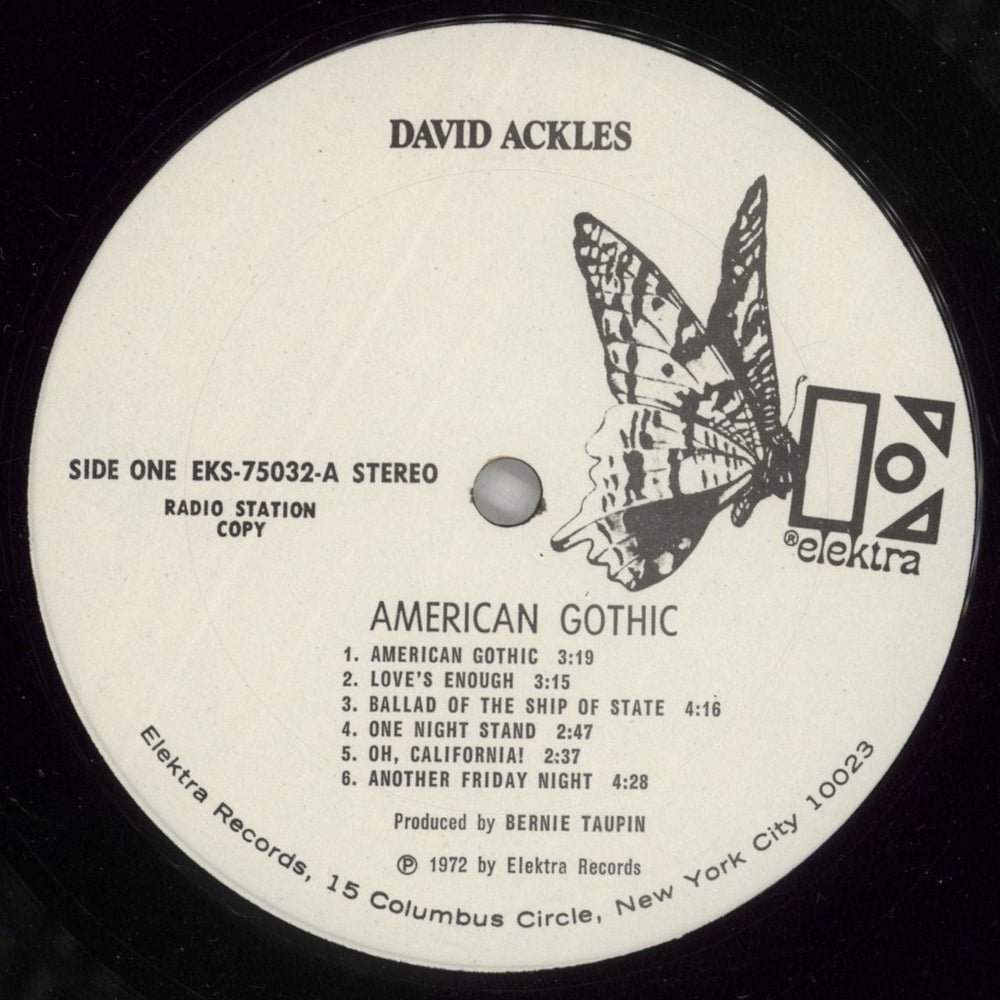 DAVID ACKLES
SIDE ONE EKS-75032-A STEREO
RADIO STATION
COPY
®elektra
AMERICAN GOTHIC
1. AMERICAN GOTHIC 3:19
2. LOVE'S ENOUGH 3:15
3. BALLAD OF THE SHIP OF STATE 4:16
4. ONE NIGHT STAND 2:47
5. OH, CALIFORNIA! 2:37
6. ANOTHER FRIDAY NIGHT 4:28
Produced by BERNIE TAUPIN
℗ 1972 by Elektra Records
Elektra Records, 15 Columbus Circle, New York City 10023